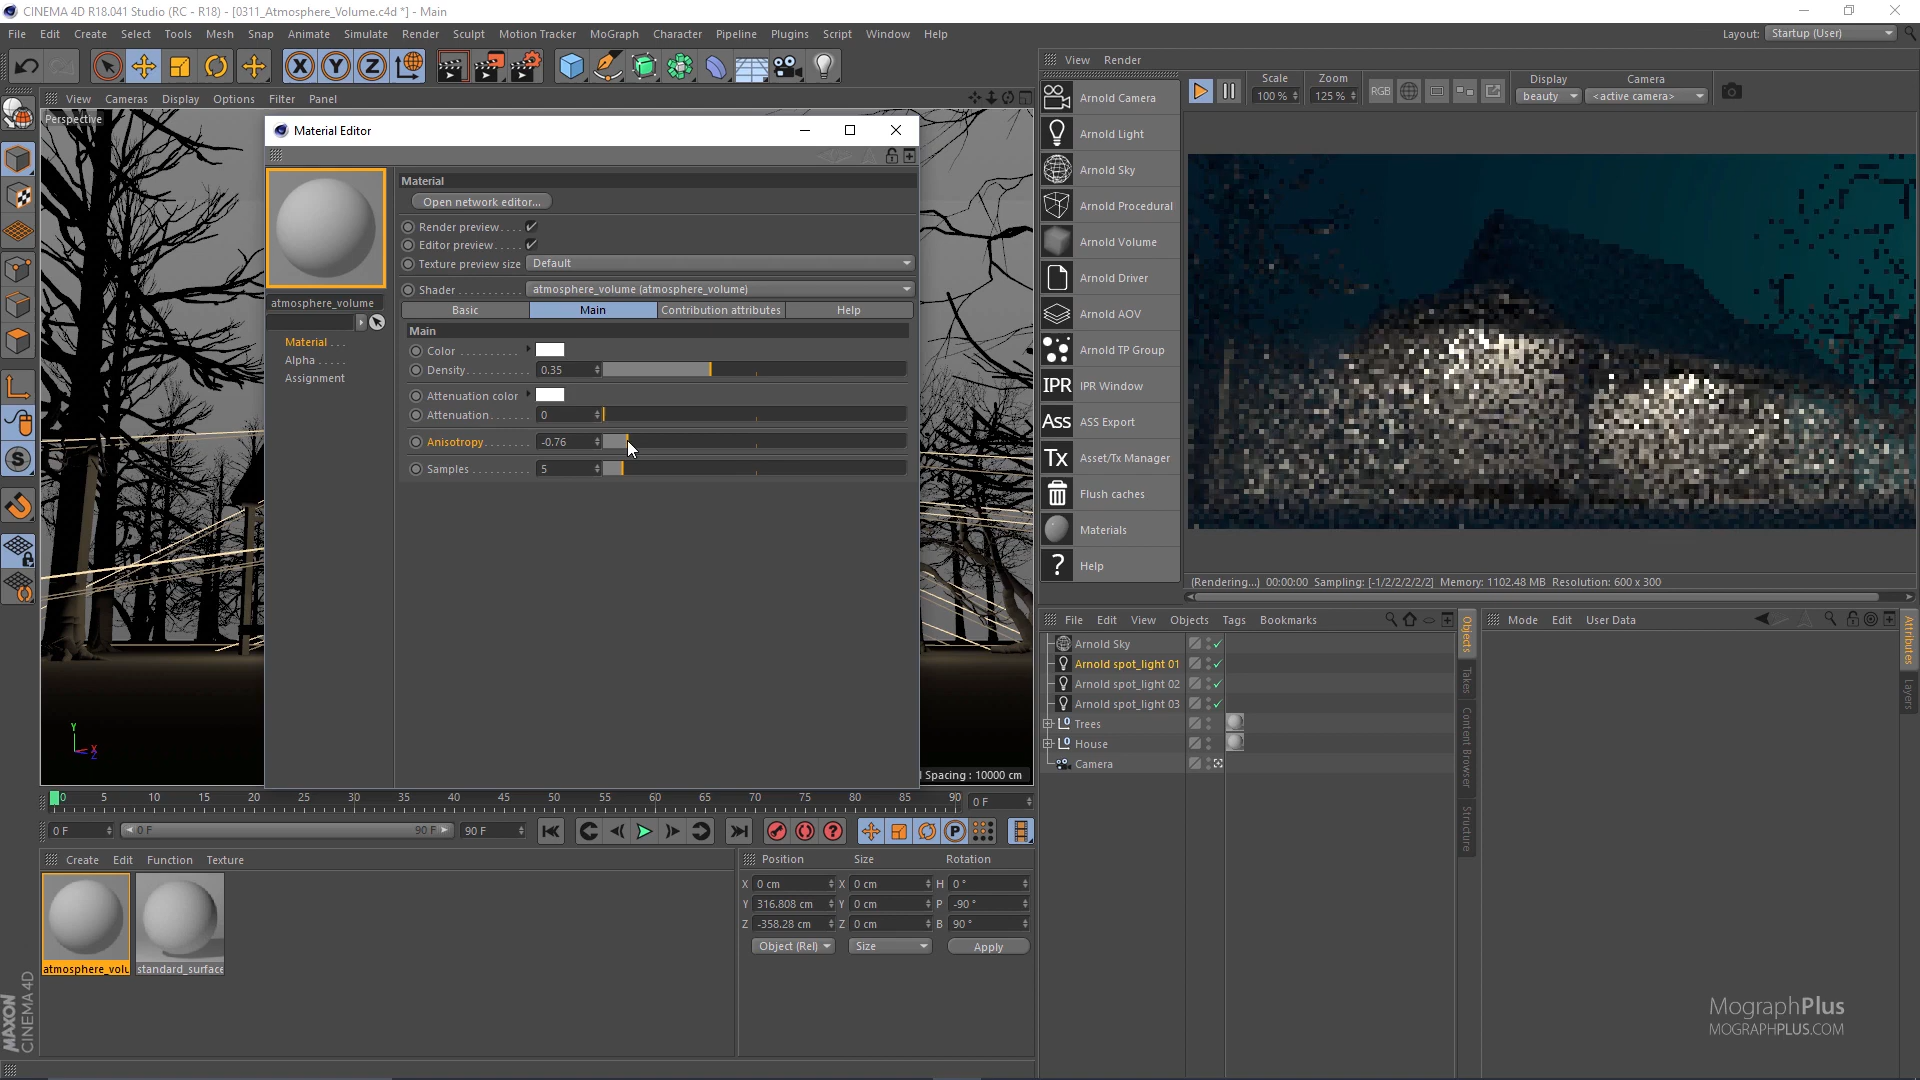 CINEMA 4D R18.041 Studio (RC - R18) - [0311_Atmosphere_Volume.c4d *] - Main
File Edit Create Select Tools Mesh Snap Animate Simulate Render Sculpt Motion Tracker MoGraph Character Pipeline Plugins Script Window Help
Layout: Startup (User)
View Cameras Display Options Filter Panel
Perspective
Material Editor
Material
Open network editor...
Render preview....
Editor preview.....
Texture preview size Default
Shader........... atmosphere_volume (atmosphere_volume)
Basic Main Contribution attributes Help
Main
Color..........
Density........... 0.35
Attenuation color
Attenuation....... 0
Anisotropy........ -0.76
Samples.......... 5
atmosphere_volume
Material . . .
Alpha . . . . .
Assignment
Spacing : 10000 cm
View Render
Arnold Camera
Arnold Light
Arnold Sky
Arnold Procedural
Arnold Volume
Arnold Driver
Arnold AOV
Arnold TP Group
IPR IPR Window
Ass ASS Export
Tx Asset/Tx Manager
Flush caches
Materials
? Help
Scale Zoom Display Camera
100 % 125 % RGB beauty <active camera>
(Rendering...) 00:00:00 Sampling: [-1/2/2/2/2/2] Memory: 1102.48 MB Resolution: 600 x 300
File Edit View Objects Tags Bookmarks
Arnold Sky
Arnold spot_light 01
Arnold spot_light 02
Arnold spot_light 03
Trees
House
Camera
Objects
Takes
Content Browser
Structure
Mode Edit User Data
Attributes
Layers
0 5 10 15 20 25 30 35 40 45 50 55 60 65 70 75 80 85 90 0 F
0 F 0 F 90 F 90 F
Create Edit Function Texture
atmosphere_volu standard_surface
Position Size Rotation
X 0 cm X 0 cm H 0 °
Y 316.808 cm Y 0 cm P -90 °
Z -358.28 cm Z 0 cm B 90 °
Object (Rel) Size Apply
X Y Z
MAXON
CINEMA 4D
MographPlus
MOGRAPHPLUS.COM